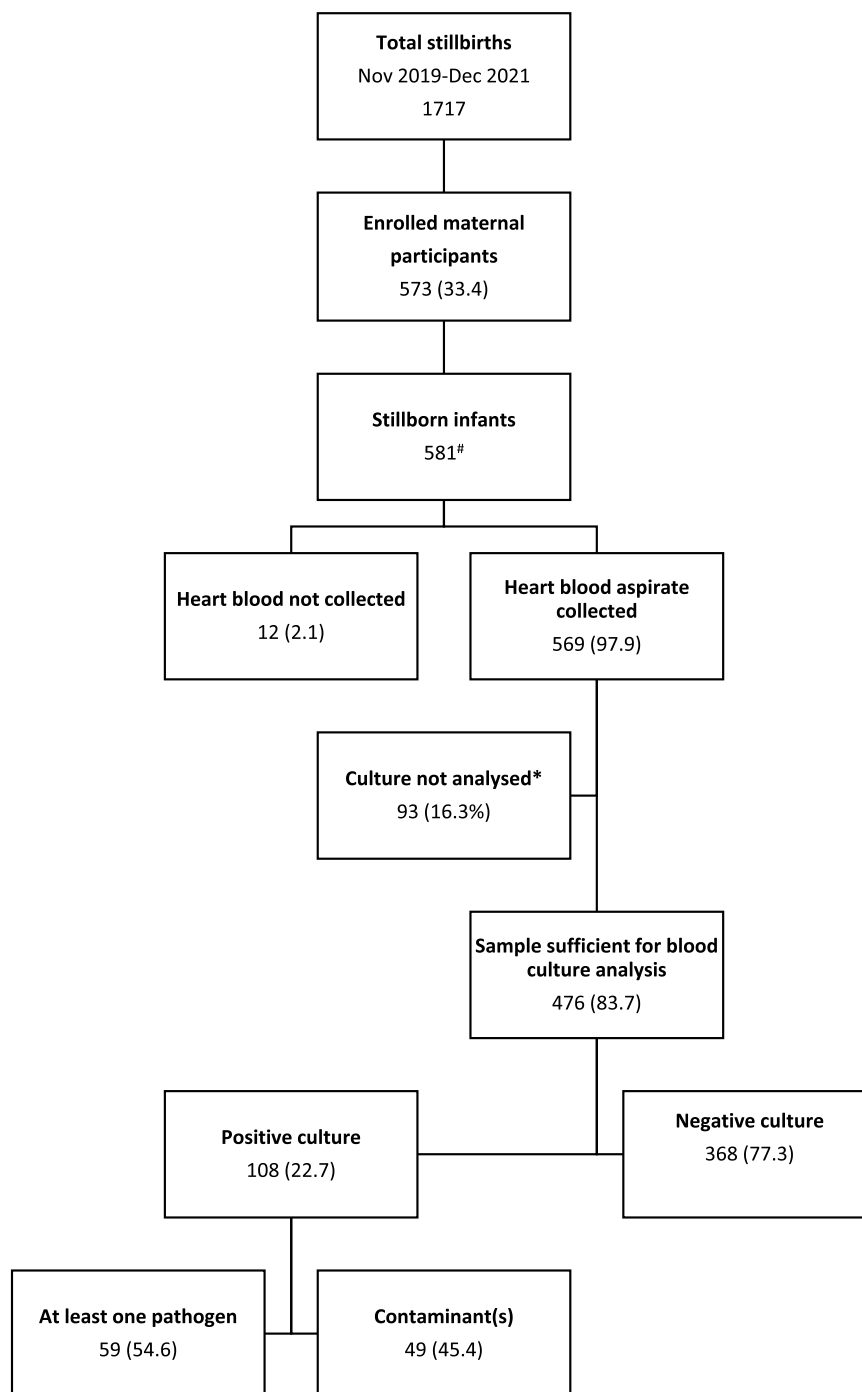 Total stillbirths
Nov 2019-Dec 2021
1717
Enrolled maternal
participants
573 (33.4)
Stillborn infants
581#
Heart blood not collected
12 (2.1)
Heart blood aspirate
collected
569 (97.9)
Culture not analysed*
93 (16.3%)
Sample sufficient for blood
culture analysis
476 (83.7)
Positive culture
108 (22.7)
Negative culture
368 (77.3)
At least one pathogen
59 (54.6)
Contaminant(s)
49 (45.4)